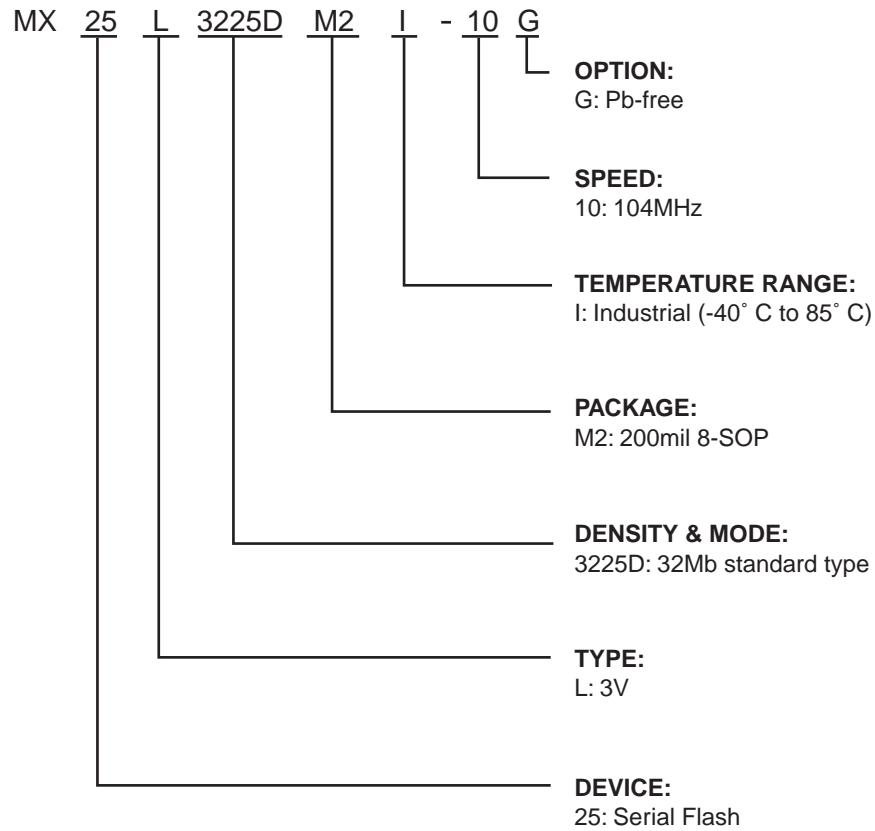 MX 25 L 3225D M2 I - 10 G
OPTION:
G: Pb-free
SPEED:
10: 104MHz
TEMPERATURE RANGE:
I: Industrial (-40˚ C to 85˚ C)
PACKAGE:
M2: 200mil 8-SOP
DENSITY & MODE:
3225D: 32Mb standard type
TYPE:
L: 3V
DEVICE:
25: Serial Flash